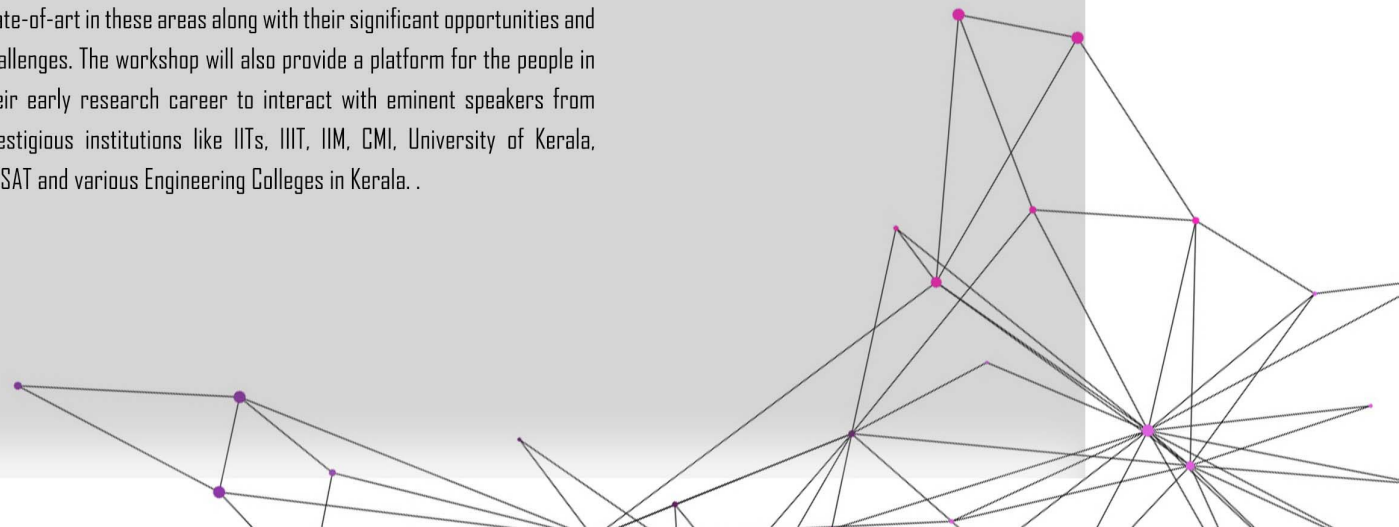 ate-of-art in these areas along with their significant opportunities and
allenges. The workshop will also provide a platform for the people in
eir early research career to interact with eminent speakers from
estigious institutions like IITs, IIIT, IIM, CMI, University of Kerala,
SAT and various Engineering Colleges in Kerala. .